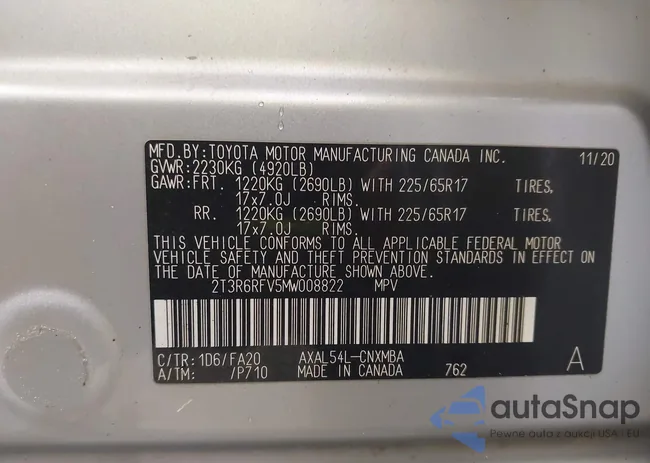 MFD.BY:TOYOTA MOTOR MANUFACTURING CANADA INC. 11/20
GVWR:2230KG (4920LB)
GAWR:FRT. 1220KG (2690LB) WITH 225/65R17 TIRES,
17x7.0J RIMS.
RR. 1220KG (2690LB) WITH 225/65R17 TIRES,
17x7.0J RIMS.
THIS VEHICLE CONFORMS TO ALL APPLICABLE FEDERAL MOTOR
VEHICLE SAFETY AND THEFT PREVENTION STANDARDS IN EFFECT ON
THE DATE OF MANUFACTURE SHOWN ABOVE.
2T3R6RFV5MW008822 MPV
C/TR:1D6/FA20 AXAL54L-CNXMBA A
A/TM: /P710 MADE IN CANADA 762
autaSnap
Pewne auta z aukcji USA - EU